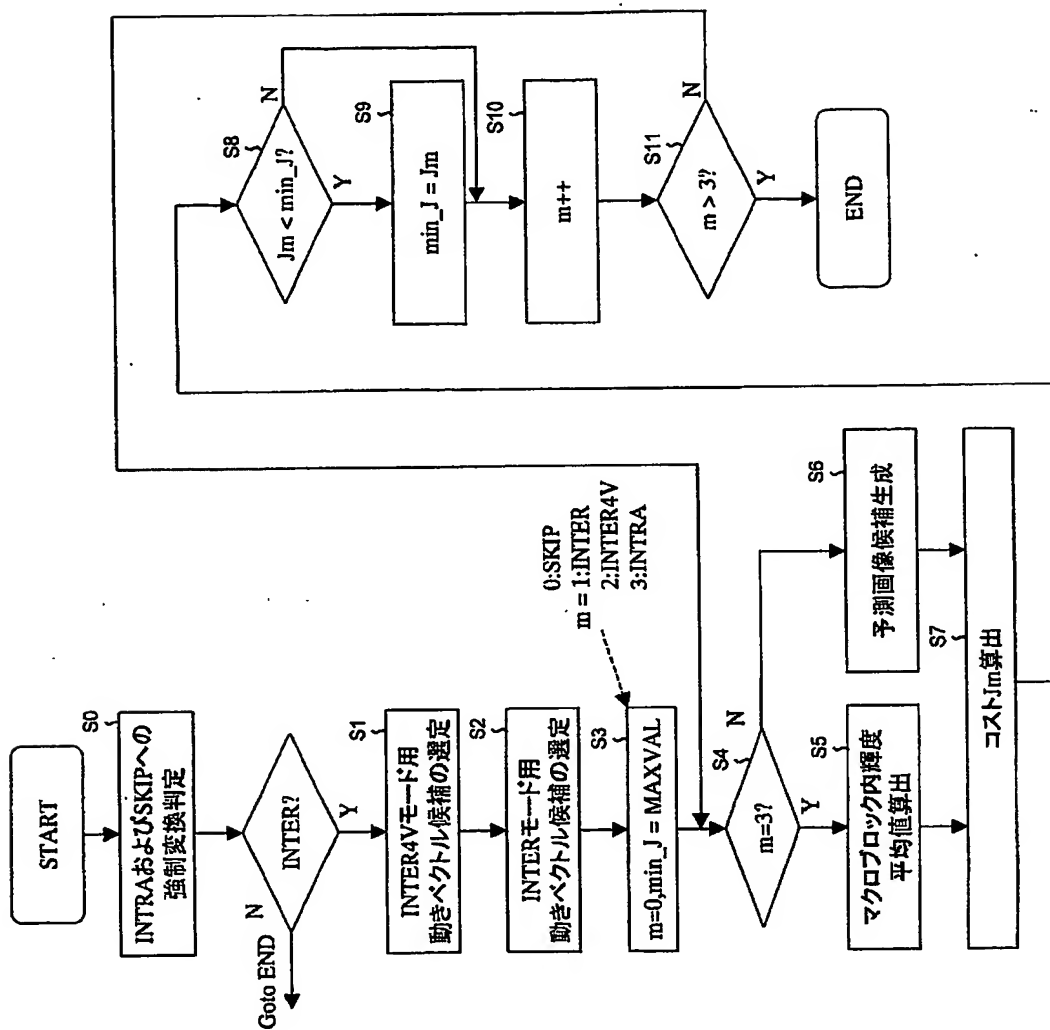 START
S0
INTRAおよびSKIPへの
強制変換判定
INTER?
N
Goto END
Y
S1
INTER4Vモード用
動きベクトル候補の選定
S2
INTERモード用
動きベクトル候補の選定
S3
m=0,min_J = MAXVAL
0:SKIP
m = 1:INTER
2:INTER4V
3:INTRA
S4
m=3?
N
Y
S5
マクロブロック内輝度
平均値算出
S6
予測画像候補生成
S7
コストJm算出
S8
Jm < min_J?
N
Y
S9
min_J = Jm
S10
m++
S11
m > 3?
N
Y
END